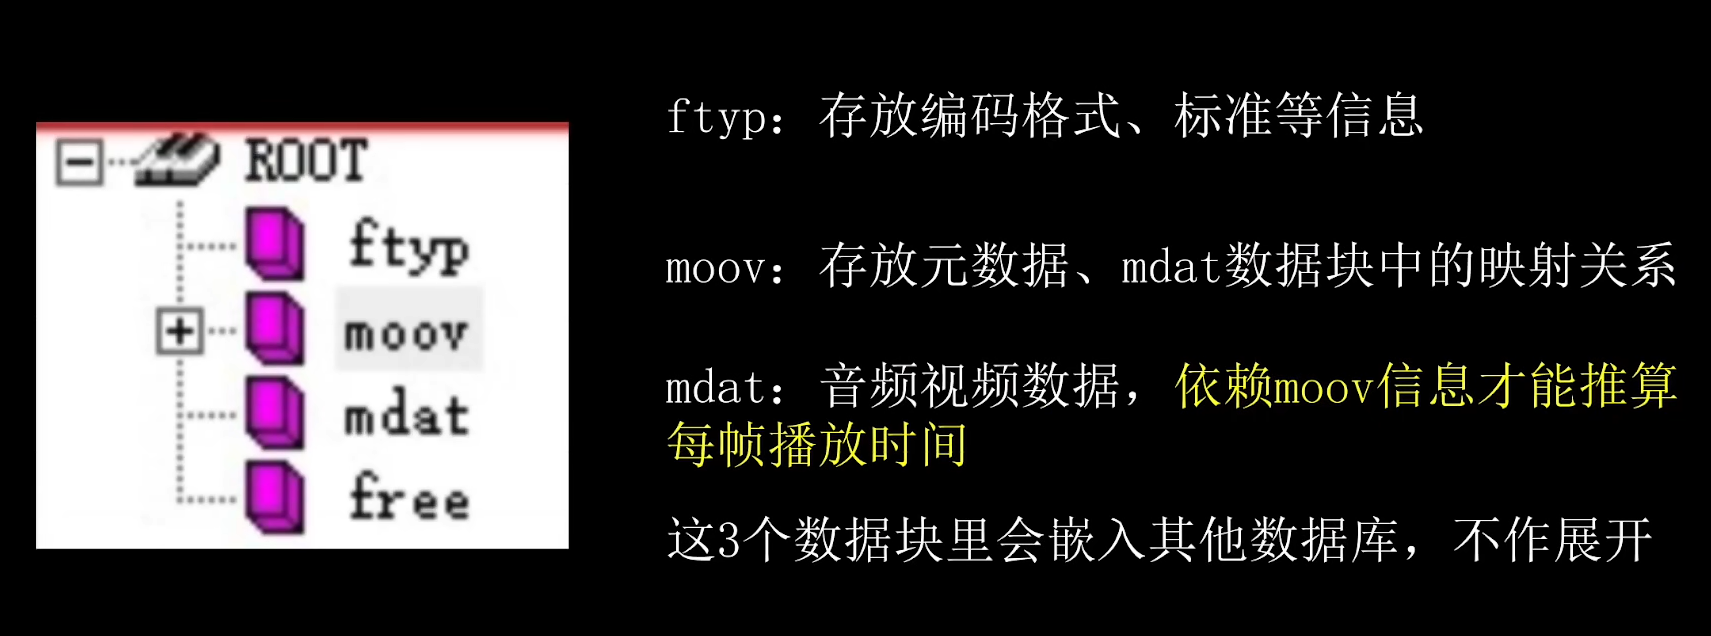 ROOT
ftyp
moov
mdat
free
ftyp：存放编码格式、标准等信息
moov：存放元数据、mdat数据块中的映射关系
mdat：音频视频数据，依赖moov信息才能推算
每帧播放时间
这3个数据块里会嵌入其他数据库，不作展开